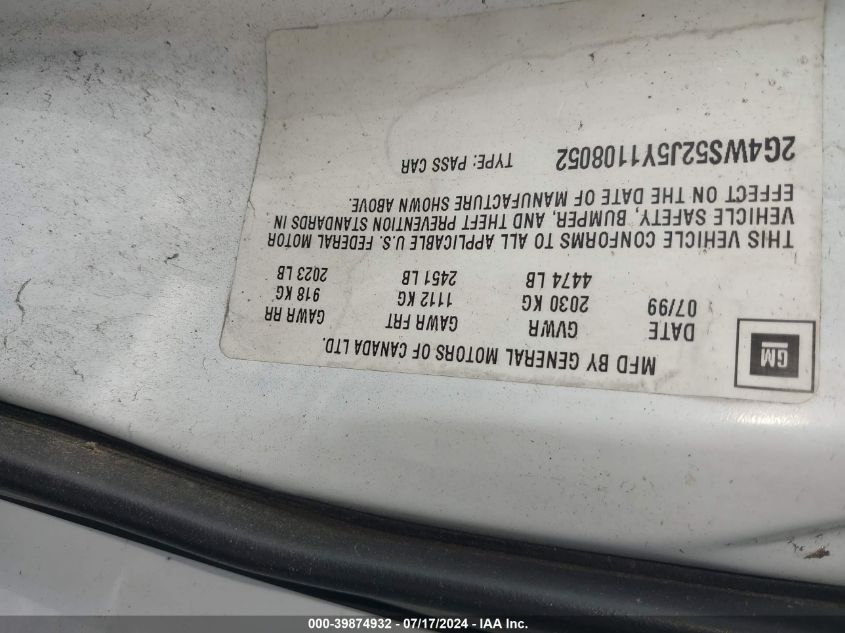 GM
MFD BY GENERAL MOTORS OF CANADA LTD.
DATE GVWR GAWR FRT GAWR RR
07/99 2030 KG 1112 KG 918 KG
4474 LB 2451 LB 2023 LB
THIS VEHICLE CONFORMS TO ALL APPLICABLE U.S. FEDERAL MOTOR
VEHICLE SAFETY, BUMPER, AND THEFT PREVENTION STANDARDS IN
EFFECT ON THE DATE OF MANUFACTURE SHOWN ABOVE.
2G4WS52J5Y1108052 TYPE: PASS CAR
000-39874932 - 07/17/2024 - IAA Inc.